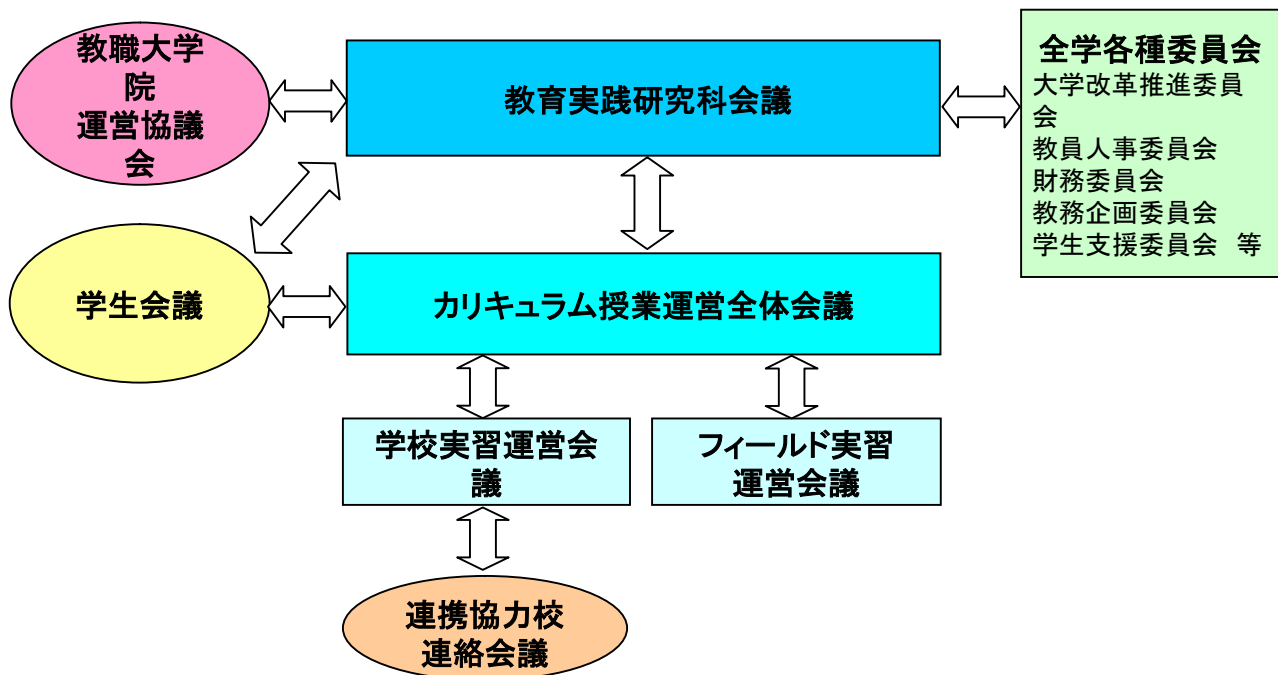 教職大学
院
運営協議
会
教育実践研究科会議
全学各種委員会
大学改革推進委員
会
教員人事委員会
財務委員会
教務企画委員会
学生支援委員会　等
学生会議
カリキュラム授業運営全体会議
学校実習運営会
議
フィールド実習
運営会議
連携協力校
連絡会議